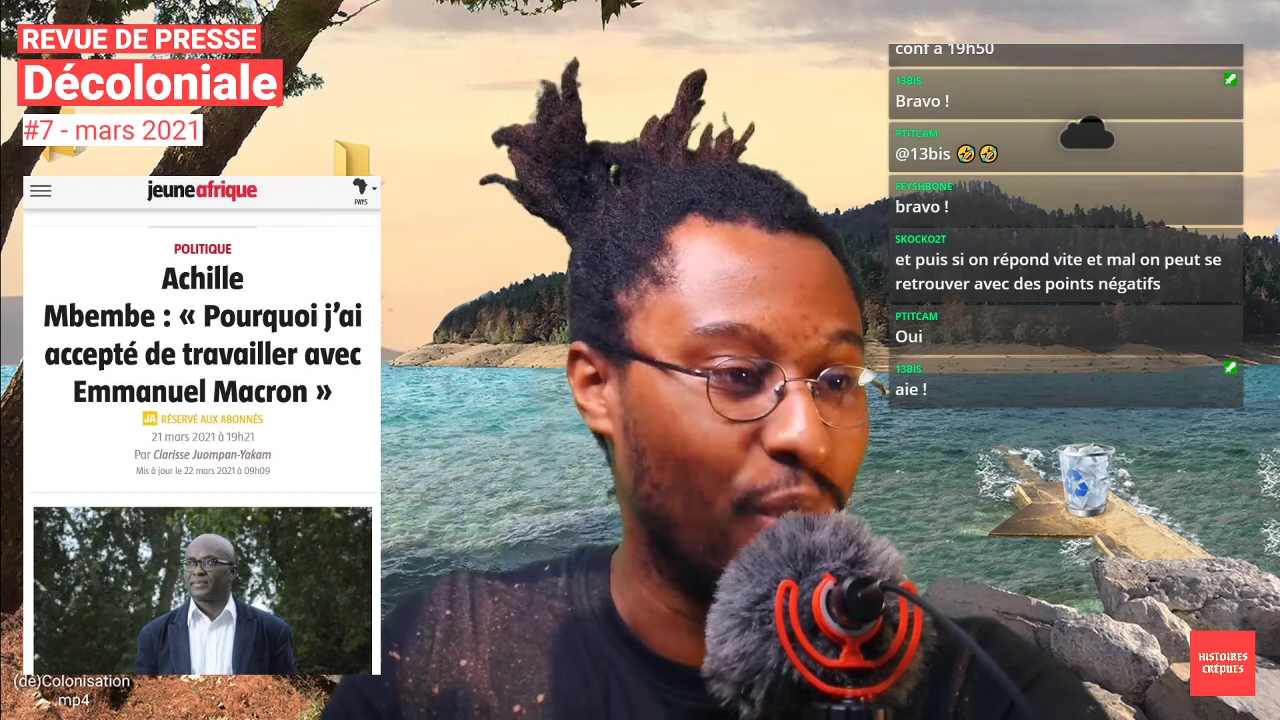 REVUE DE PRESSE
Décoloniale
#7 - mars 2021
jeuneafrique
PAYS
POLITIQUE
Achille
Mbembe : « Pourquoi j’ai
accepté de travailler avec
Emmanuel Macron »
JA RÉSERVÉ AUX ABONNÉS
21 mars 2021 à 19h21
Par Clarisse Juompan-Yakam
Mis à jour le 22 mars 2021 à 09h09
(dé)Colonisation
mp4
conf a 19h50
13BIS
Bravo !
PTITCAM
@13bis 🤣🤣
FEYSHBONE
bravo !
SKOCKO2T
et puis si on répond vite et mal on peut se
retrouver avec des points négatifs
PTITCAM
Oui
13BIS
aie !
HISTOIRES
CRÉPUES